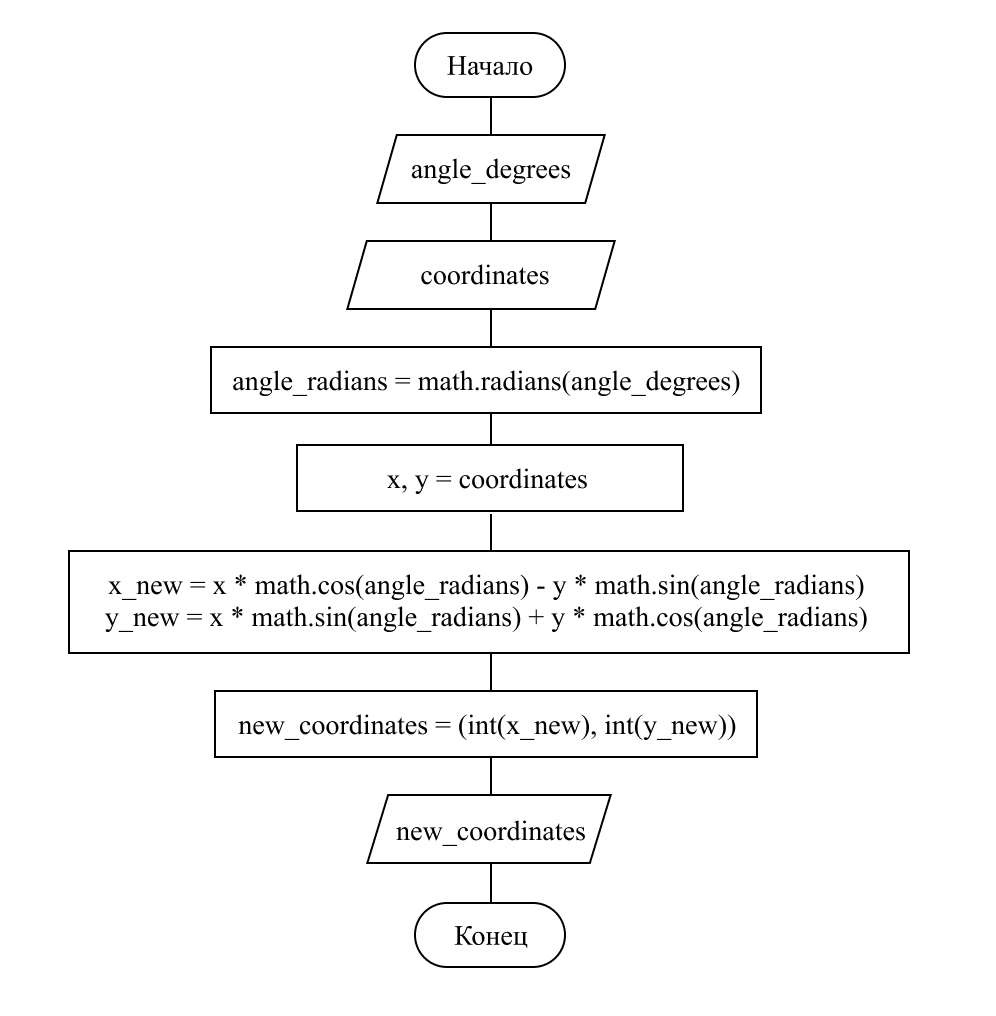 Начало
angle_degrees
coordinates
angle_radians = math.radians(angle_degrees)
x, y = coordinates
x_new = x * math.cos(angle_radians) - y * math.sin(angle_radians)
y_new = x * math.sin(angle_radians) + y * math.cos(angle_radians)
new_coordinates = (int(x_new), int(y_new))
new_coordinates
Конец